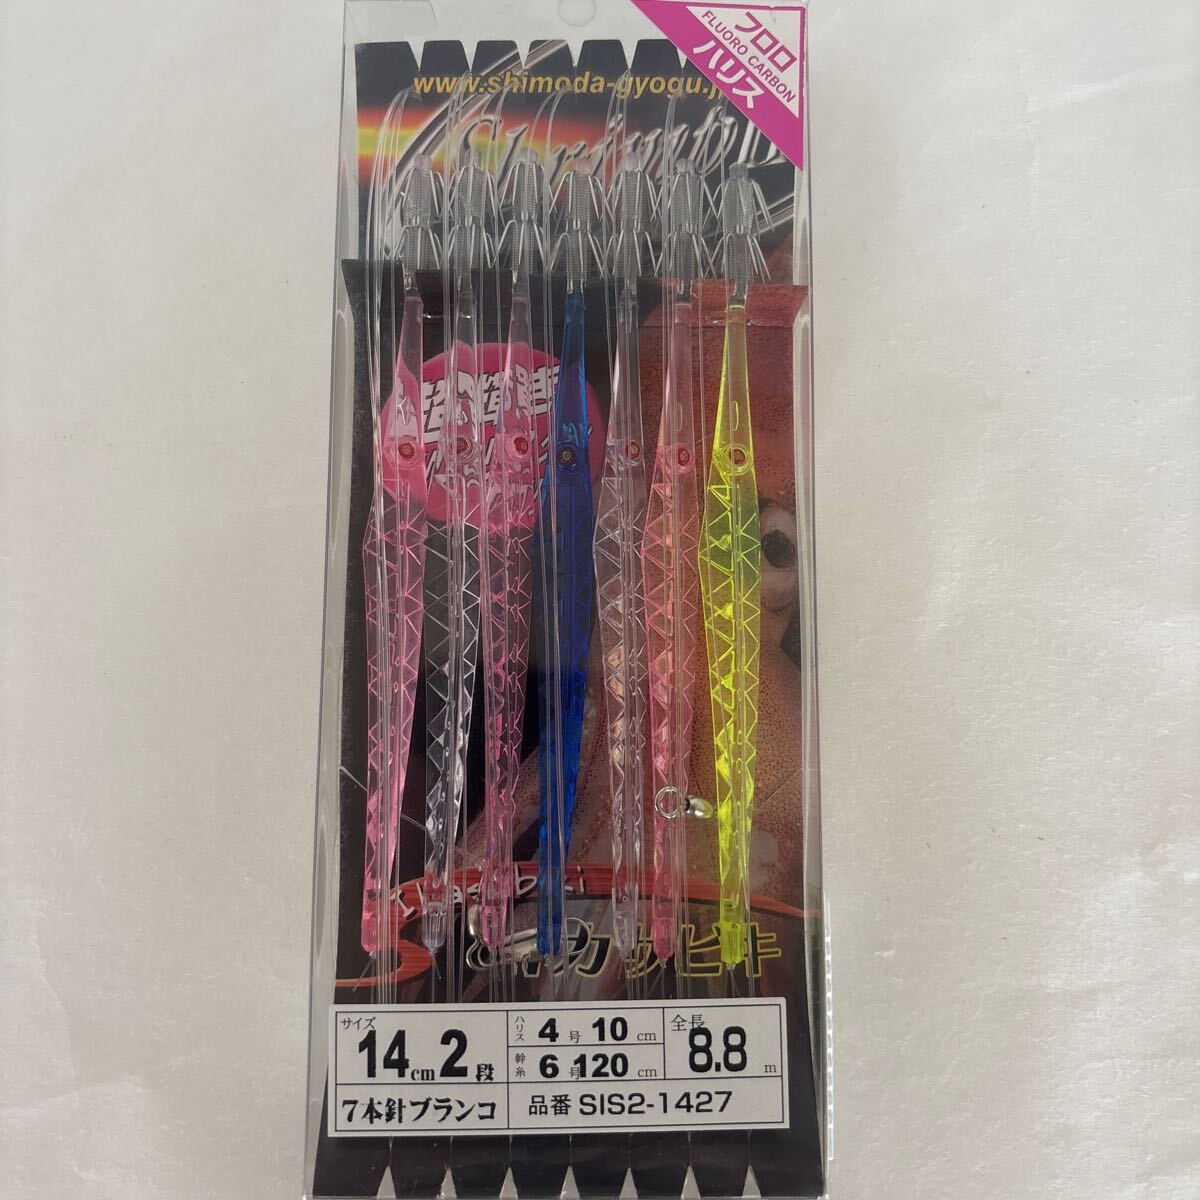 フロロ
FLUORO CARBON
ハリス
www.shimoda-gyogu.j
イカサビキ
サイズ 14cm 2段
ハリス 4号 10cm
幹糸 6号 120cm
全長 8.8m
7本針ブランコ
品番 SIS2-1427